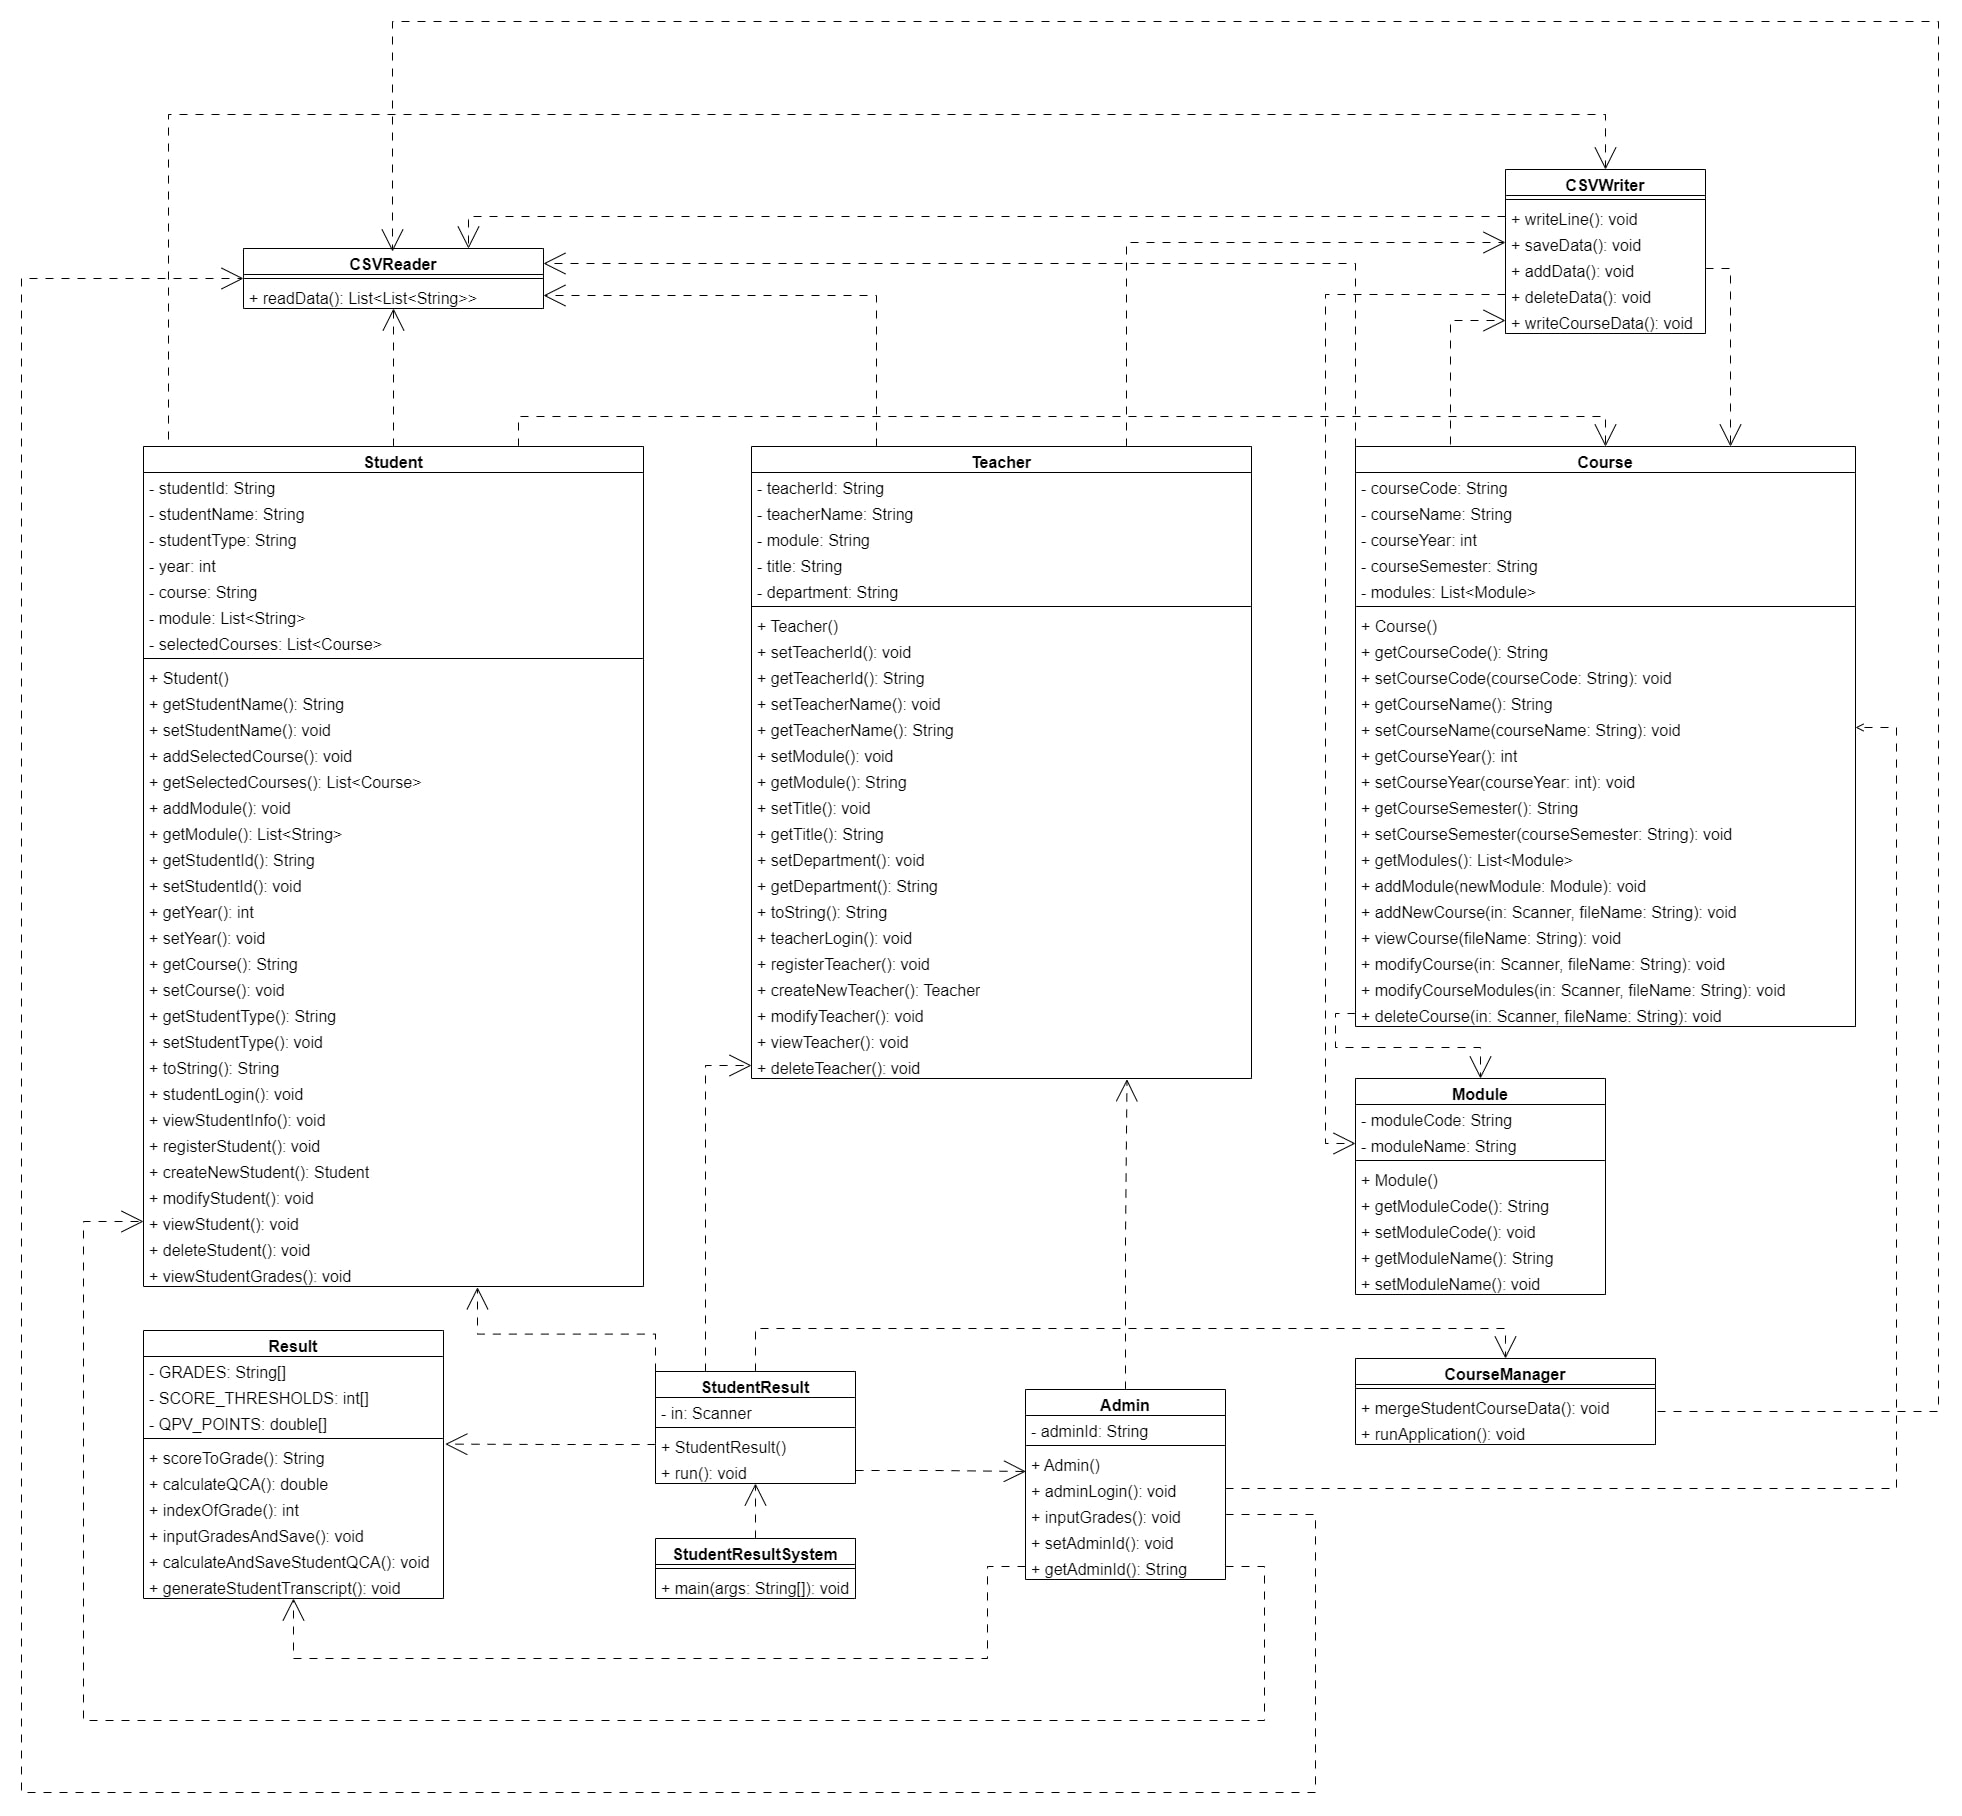 CSVWriter
+ writeLine(): void
+ saveData(): void
+ addData(): void
+ deleteData(): void
+ writeCourseData(): void
CSVReader
+ readData(): List<List<String>>
Student
- studentId: String
- studentName: String
- studentType: String
- year: int
- course: String
- module: List<String>
- selectedCourses: List<Course>
+ Student()
+ getStudentName(): String
+ setStudentName(): void
+ addSelectedCourse(): void
+ getSelectedCourses(): List<Course>
+ addModule(): void
+ getModule(): List<String>
+ getStudentId(): String
+ setStudentId(): void
+ getYear(): int
+ setYear(): void
+ getCourse(): String
+ setCourse(): void
+ getStudentType(): String
+ setStudentType(): void
+ toString(): String
+ studentLogin(): void
+ viewStudentInfo(): void
+ registerStudent(): void
+ createNewStudent(): Student
+ modifyStudent(): void
+ viewStudent(): void
+ deleteStudent(): void
+ viewStudentGrades(): void
Teacher
- teacherId: String
- teacherName: String
- module: String
- title: String
- department: String
+ Teacher()
+ setTeacherId(): void
+ getTeacherId(): String
+ setTeacherName(): void
+ getTeacherName(): String
+ setModule(): void
+ getModule(): String
+ setTitle(): void
+ getTitle(): String
+ setDepartment(): void
+ getDepartment(): String
+ toString(): String
+ teacherLogin(): void
+ registerTeacher(): void
+ createNewTeacher(): Teacher
+ modifyTeacher(): void
+ viewTeacher(): void
+ deleteTeacher(): void
Course
- courseCode: String
- courseName: String
- courseYear: int
- courseSemester: String
- modules: List<Module>
+ Course()
+ getCourseCode(): String
+ setCourseCode(courseCode: String): void
+ getCourseName(): String
+ setCourseName(courseName: String): void
+ getCourseYear(): int
+ setCourseYear(courseYear: int): void
+ getCourseSemester(): String
+ setCourseSemester(courseSemester: String): void
+ getModules(): List<Module>
+ addModule(newModule: Module): void
+ addNewCourse(in: Scanner, fileName: String): void
+ viewCourse(fileName: String): void
+ modifyCourse(in: Scanner, fileName: String): void
+ modifyCourseModules(in: Scanner, fileName: String): void
+ deleteCourse(in: Scanner, fileName: String): void
Module
- moduleCode: String
- moduleName: String
+ Module()
+ getModuleCode(): String
+ setModuleCode(): void
+ getModuleName(): String
+ setModuleName(): void
Result
- GRADES: String[]
- SCORE_THRESHOLDS: int[]
- QPV_POINTS: double[]
+ scoreToGrade(): String
+ calculateQCA(): double
+ indexOfGrade(): int
+ inputGradesAndSave(): void
+ calculateAndSaveStudentQCA(): void
+ generateStudentTranscript(): void
StudentResult
- in: Scanner
+ StudentResult()
+ run(): void
StudentResultSystem
+ main(args: String[]): void
Admin
- adminId: String
+ Admin()
+ adminLogin(): void
+ inputGrades(): void
+ setAdminId(): void
+ getAdminId(): String
CourseManager
+ mergeStudentCourseData(): void
+ runApplication(): void